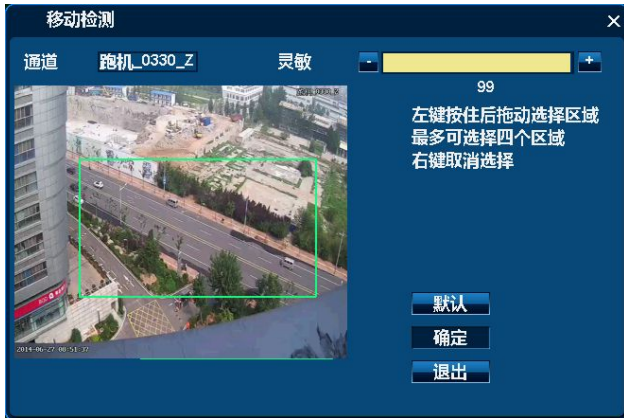 移动检测
通道 跑机_0330_Z 灵敏 - +
99
左键按住后拖动选择区域
最多可选择四个区域
右键取消选择
默认
确定
2014-06-27 08:51:37
退出